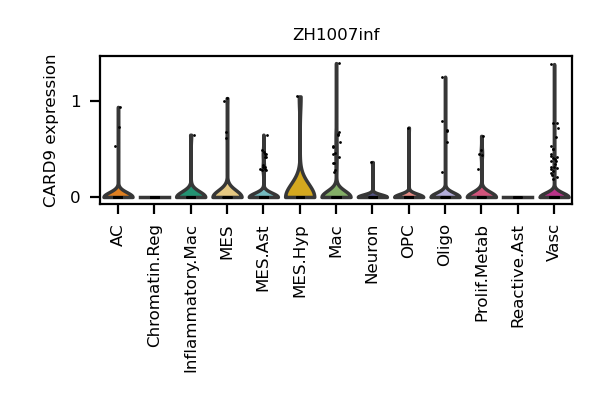 ZH1007inf
CARD9 expression
1
0
AC
Chromatin.Reg
Inflammatory.Mac
MES
MES.Ast
MES.Hyp
Mac
Neuron
OPC
Oligo
Prolif.Metab
Reactive.Ast
Vasc